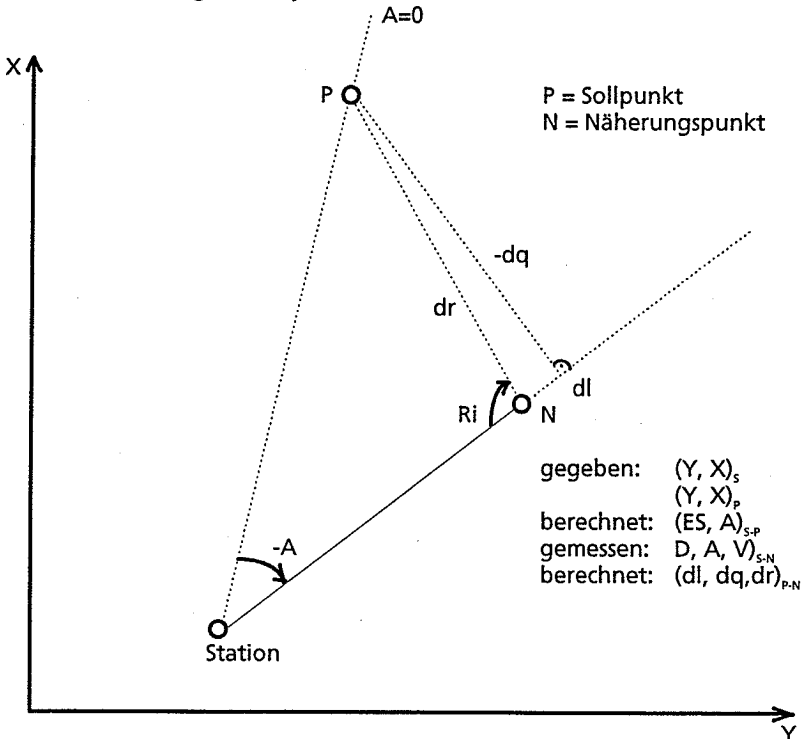 A=0
X
P
P = Sollpunkt
N = Näherungspunkt
-dq
dr
dl
Ri
N
gegeben: (Y, X)s
(Y, X)P
berechnet: (ES, A)S-P
-A
gemessen: D, A, V)S-N
berechnet: (dl, dq,dr)P-N
Station
Y